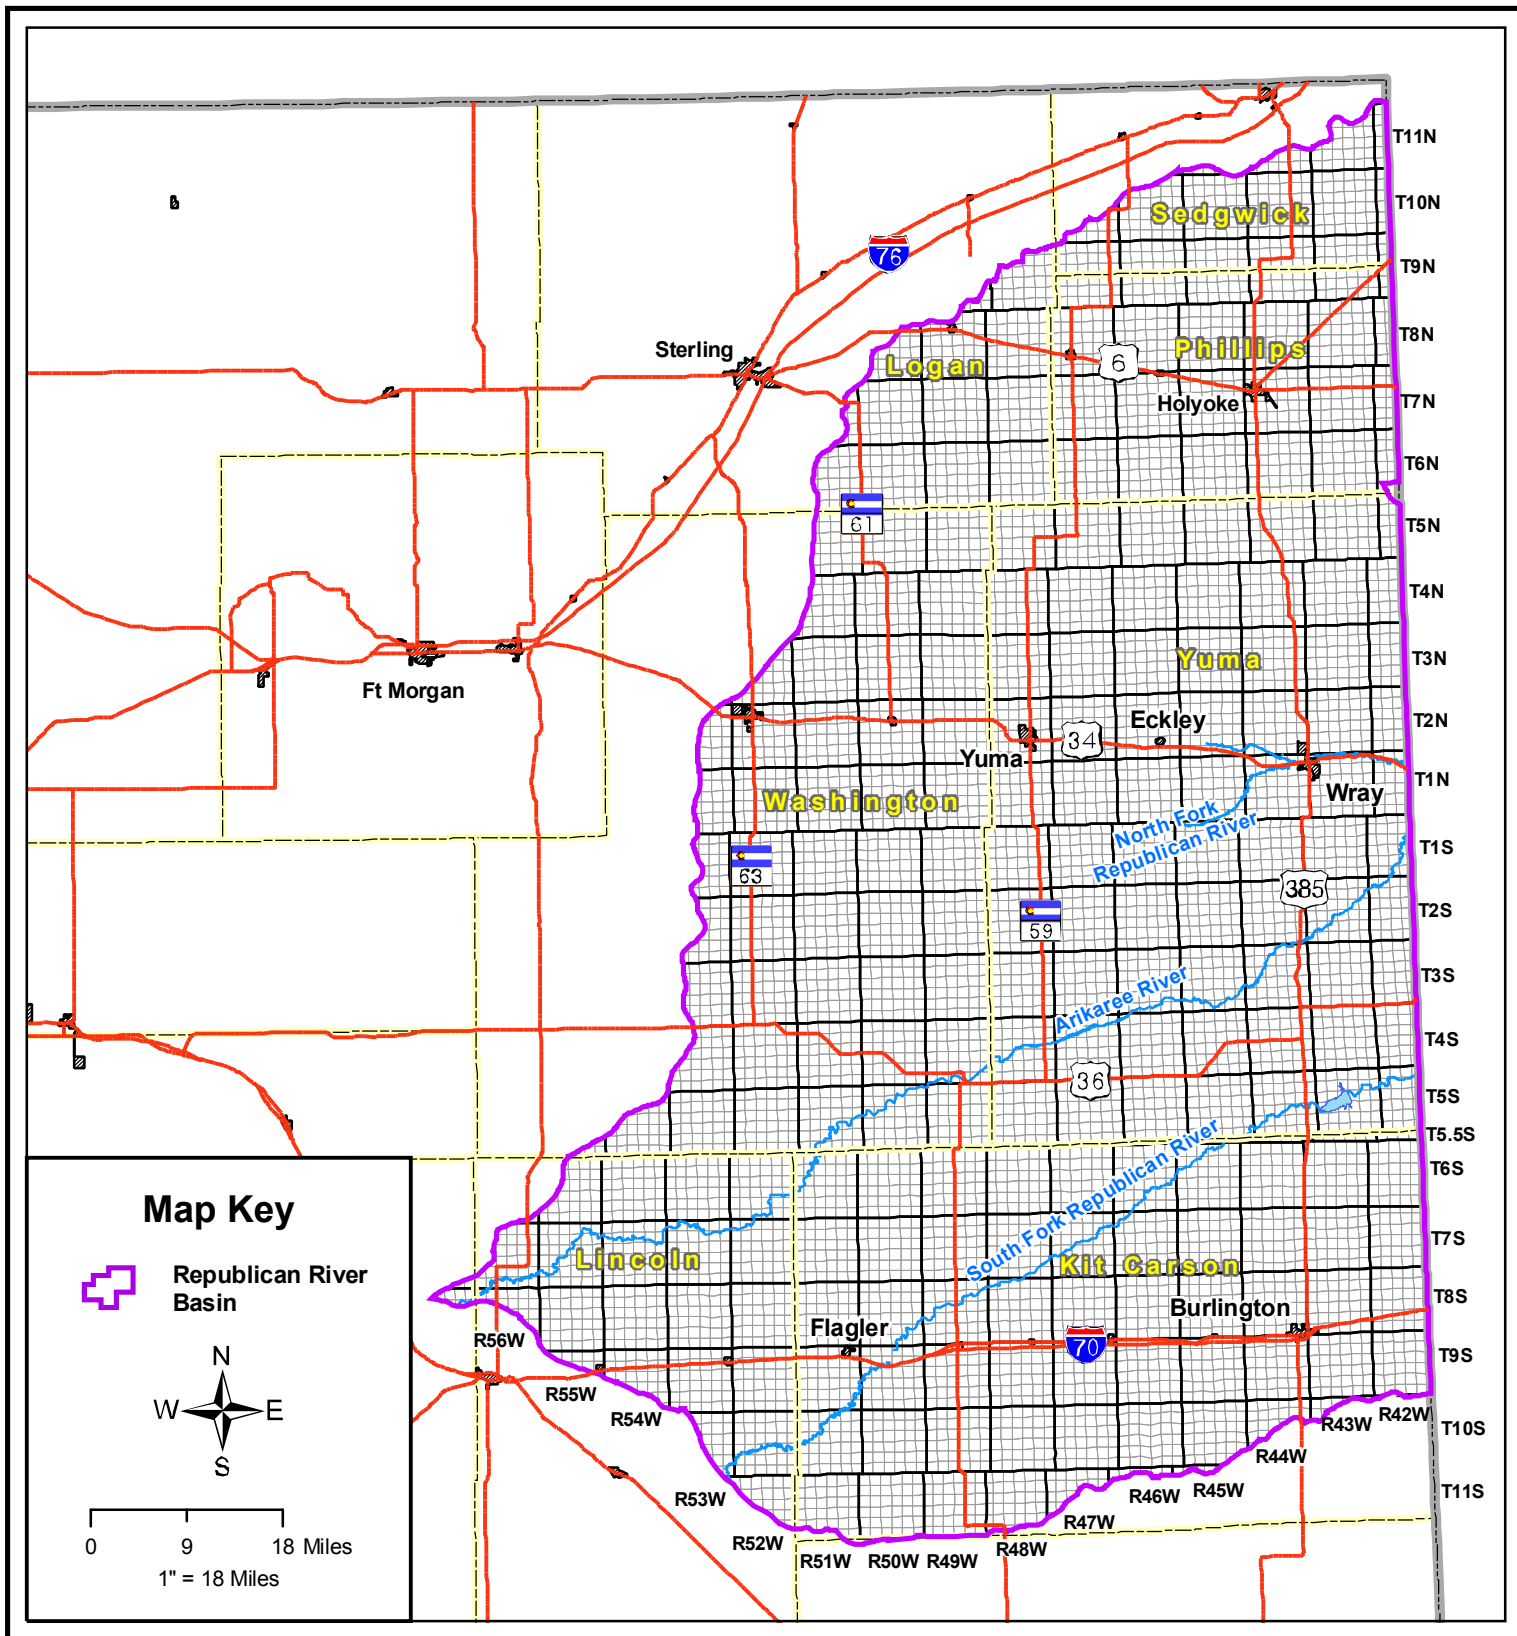 T11N
T10N
Sedgwick
76
T9N
T8N
Sterling
Logan
6
Phillips
Holyoke
T7N
T6N
61
T5N
T4N
Yuma
T3N
Ft Morgan
T2N
Eckley
34
Yuma
T1N
Wray
Washington
North Fork
Republican River
T1S
63
385
T2S
59
T3S
Arikaree River
T4S
36
T5S
T5.5S
South Fork Republican River
T6S
T7S
Lincoln
Kit Carson
T8S
Burlington
Flagler
70
T9S
R56W
R55W
R54W
R42W
R43W
T10S
R44W
R45W
R46W
T11S
R53W
R47W
R52W
R48W
R51W
R50W
R49W
Map Key
Republican River
Basin
N
W
E
S
0
9
18 Miles
1" = 18 Miles